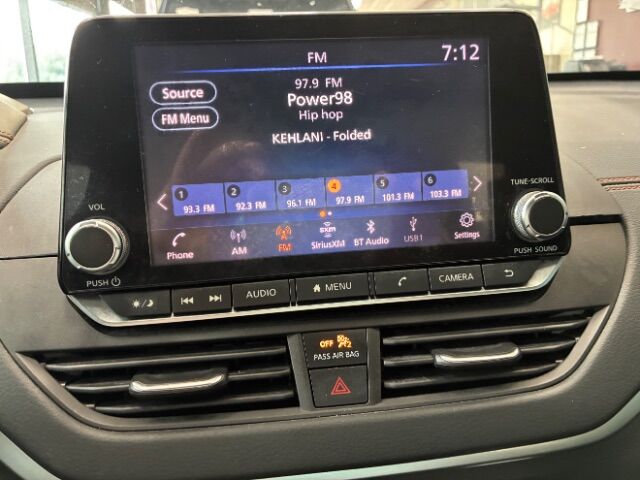 FM
7:12
97.9 FM
Source
Power98
FM Menu
Hip hop
KEHLANI - Folded
1 2 3 4 5 6
93.3 FM 92.3 FM 96.1 FM 97.9 FM 101.3 FM 103.3 FM
sxm
Phone AM FM SiriusXM BT Audio USB1 Settings
VOL
TUNE-SCROLL
PUSH
PUSH SOUND
AUDIO MENU CAMERA
OFF
PASS AIR BAG